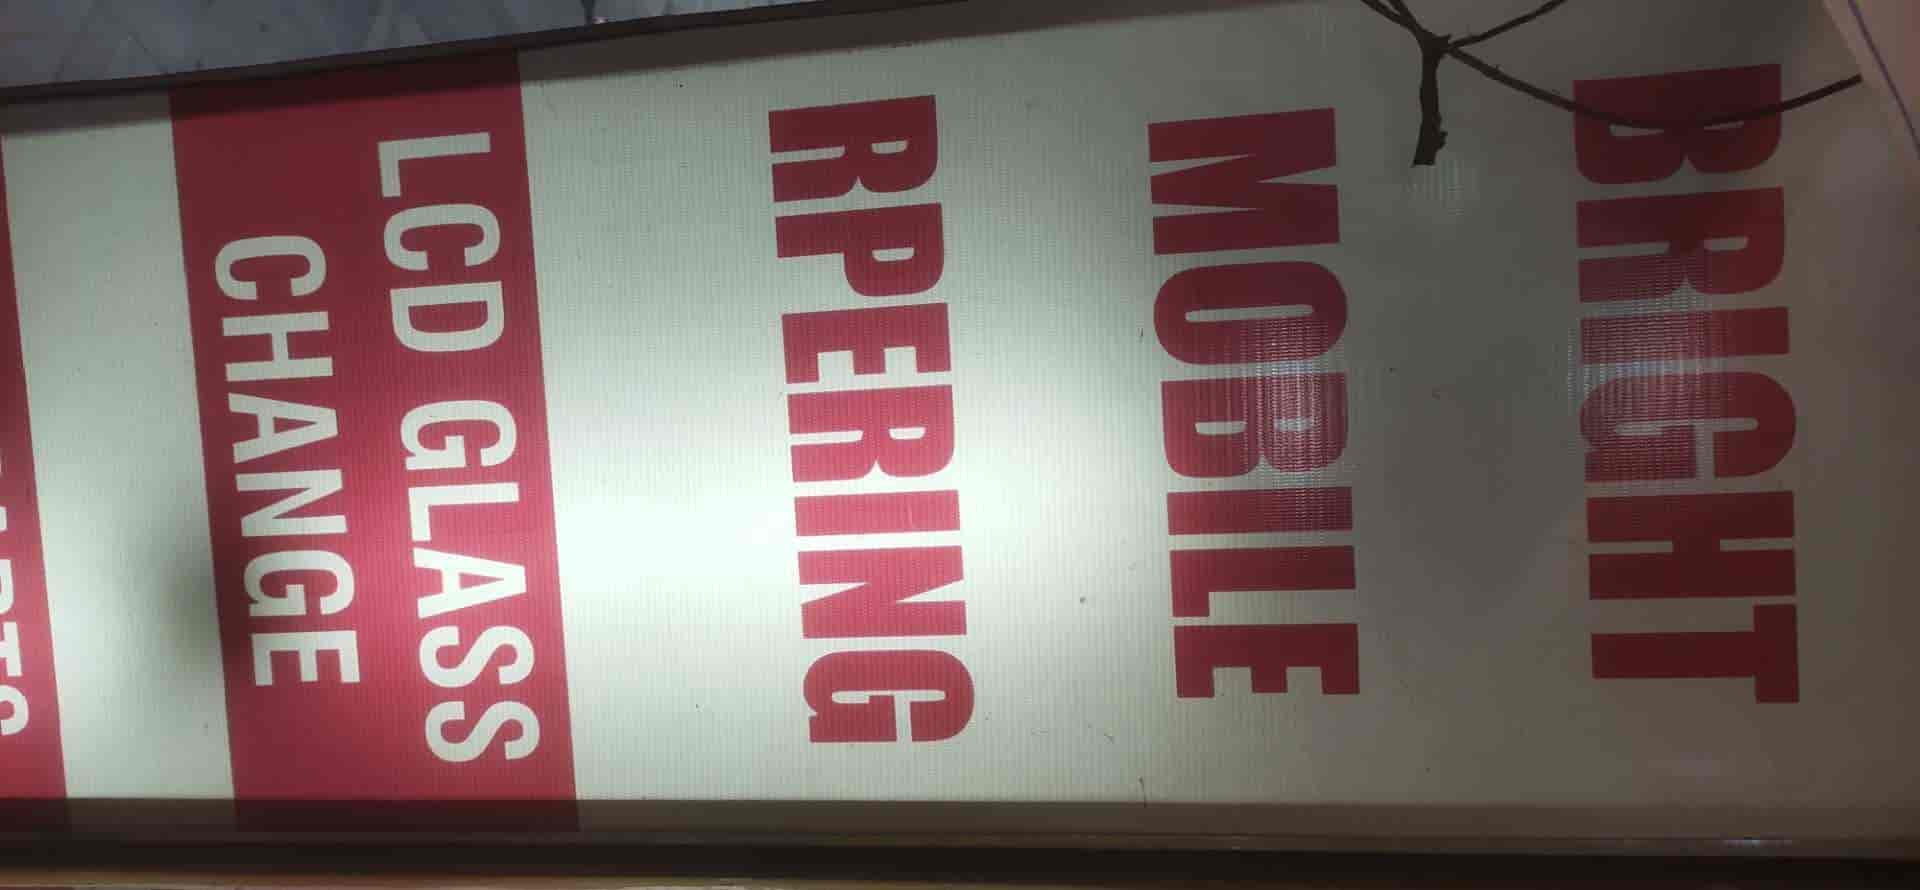 BRIGHT
MOBILE
RPERING
LCD GLASS
CHANGE